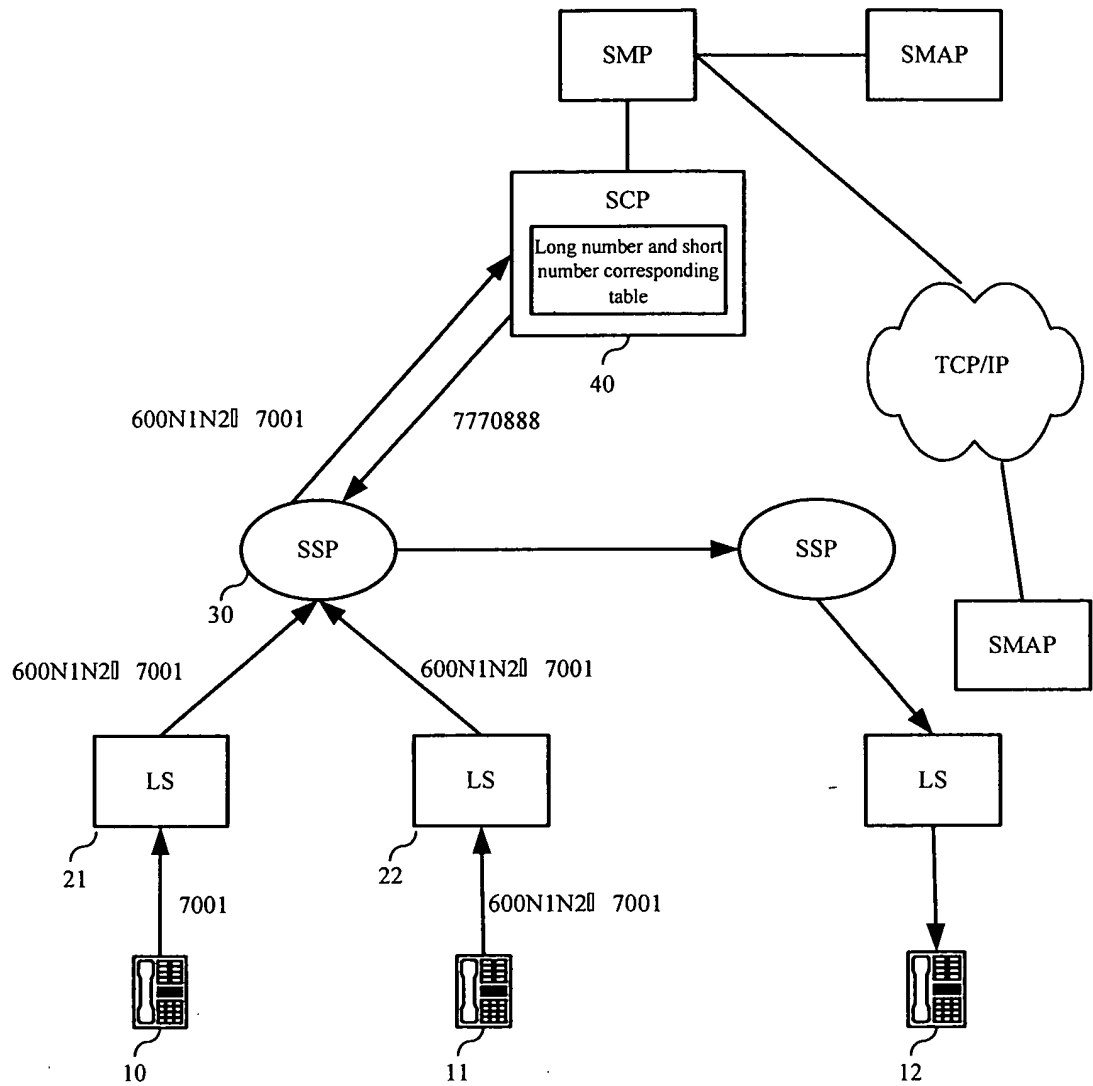 SMP
SMAP
SCP
Long number and short
number corresponding
table
40
TCP/IP
600N1N2▯ 7001
7770888
SSP
SSP
30
SMAP
600N1N2▯ 7001
600N1N2▯ 7001
LS
LS
LS
21
22
7001
600N1N2▯ 7001
10
11
12